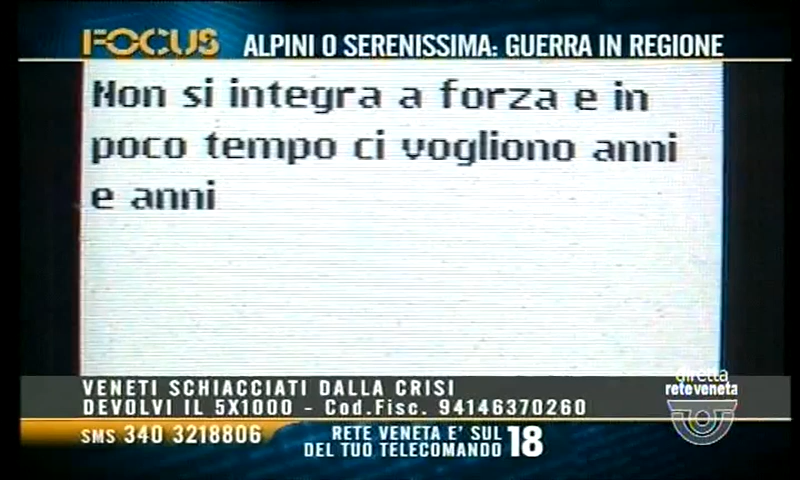 FOCUS ALPINI O SERENISSIMA: GUERRA IN REGIONE
Non si integra a forza e in
poco tempo ci vogliono anni
e anni
diretta
reteveneta
VENETI SCHIACCIATI DALLA CRISI
DEVOLVI IL 5X1000 - Cod.Fisc. 94146370260
SMS 340 3218806
RETE VENETA E' SUL
DEL TUO TELECOMANDO 18